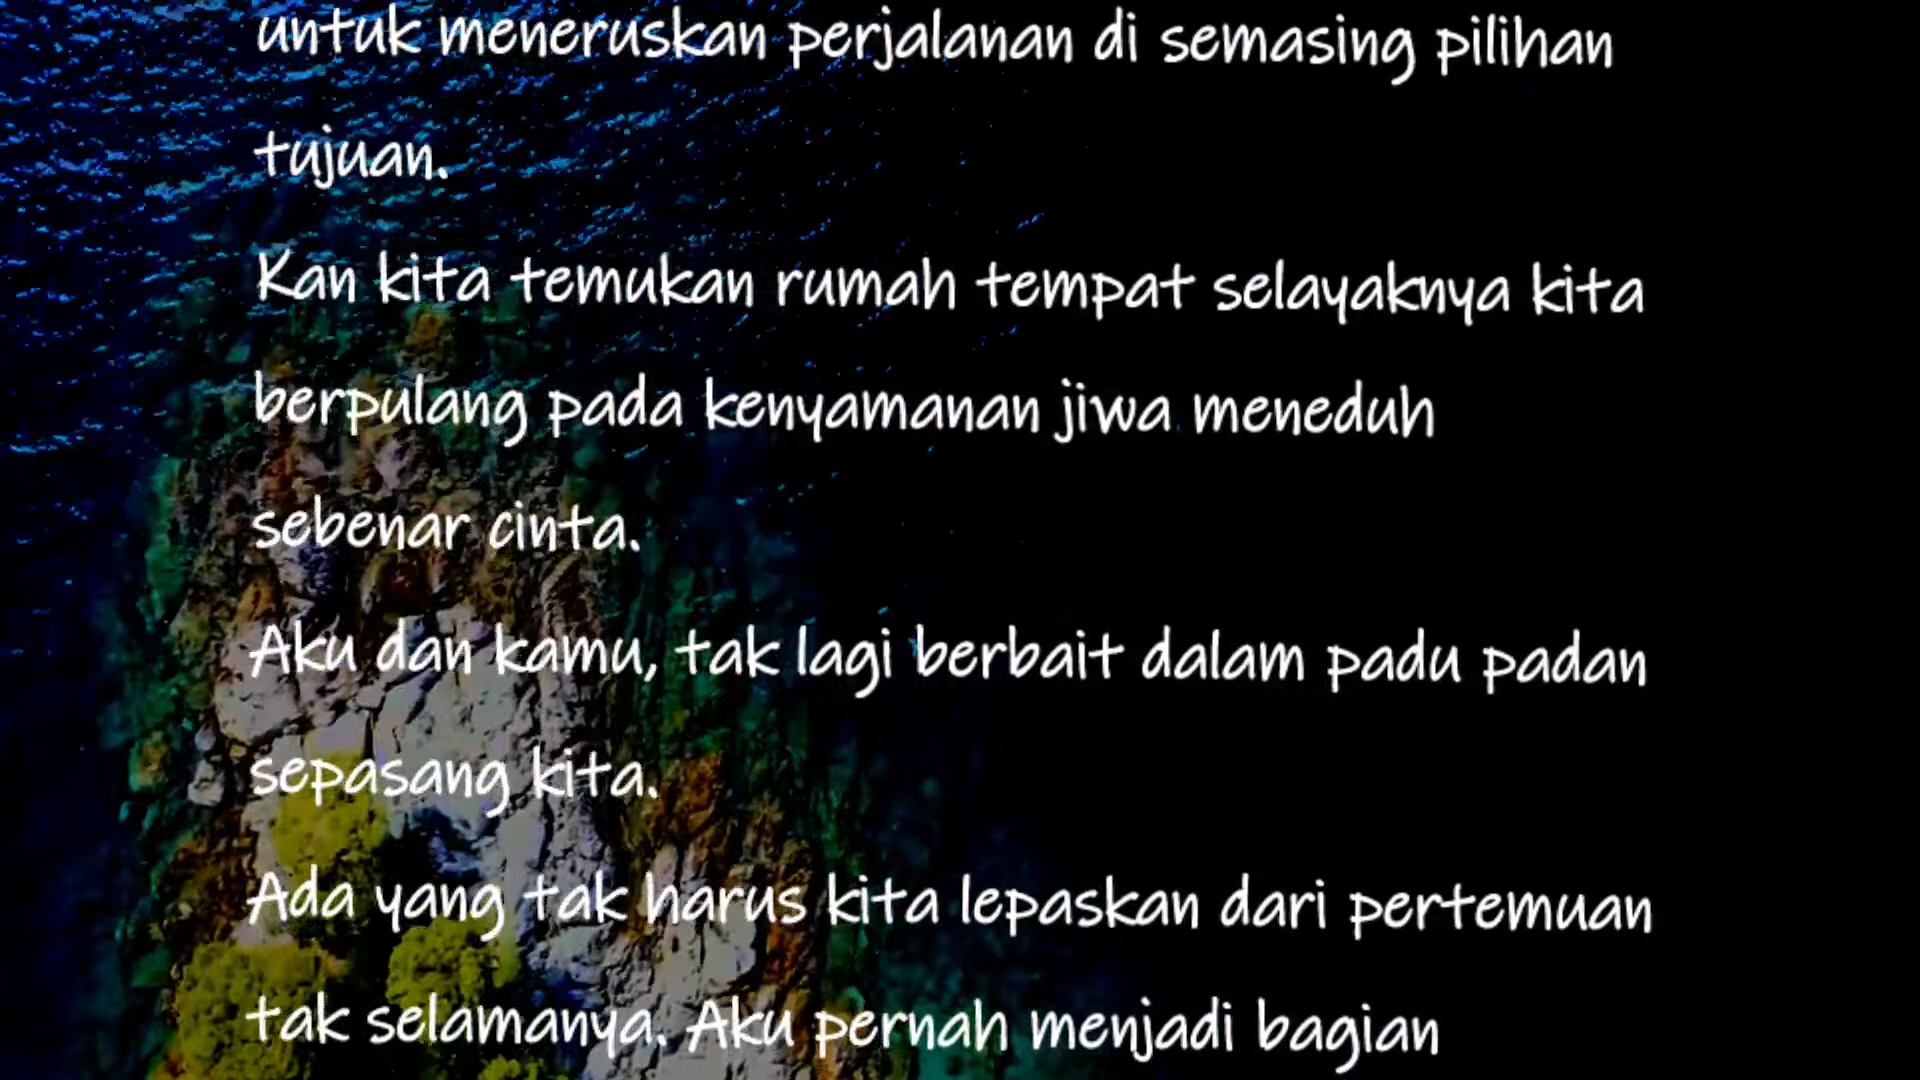 untuk meneruskan perjalanan di semasing pilihan
tujuan.
Kan kita temukan rumah tempat selayaknya kita
berpulang pada kenyamanan jiwa meneduh
sebenar cinta.
Aku dan kamu, tak lagi berbait dalam padu padan
sepasang kita.
Ada yang tak harus kita lepaskan dari pertemuan
tak selamanya. Aku pernah menjadi bagian